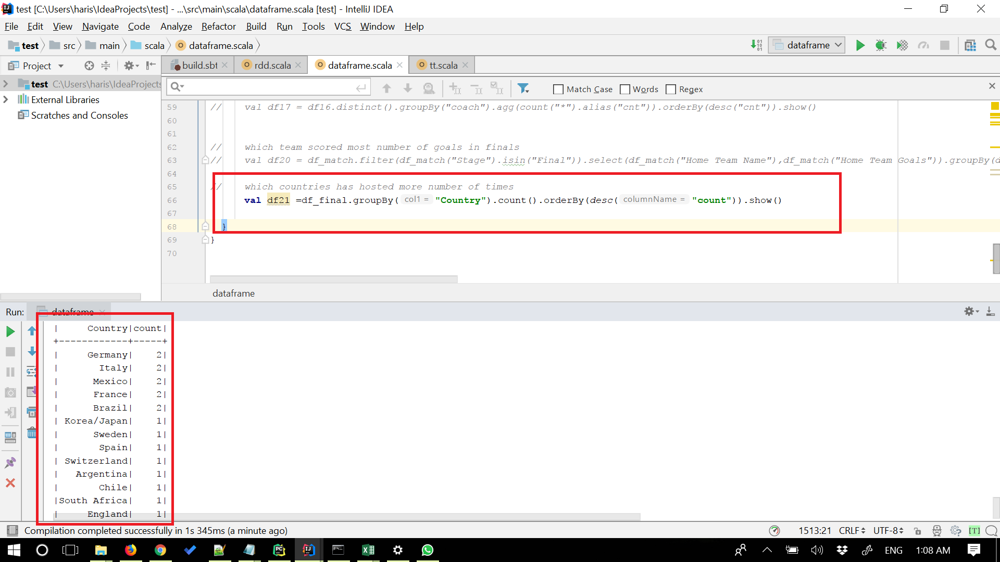 test [C:\Users\haris\IdeaProjects\test] - ...\src\main\scala\dataframe.scala [test] - IntelliJ IDEA
File Edit View Navigate Code Analyze Refactor Build Run Tools VCS Window Help
test src main scala dataframe.scala
dataframe
Project
build.sbt rdd.scala dataframe.scala tt.scala
test C:\Users\haris\IdeaProjects
External Libraries
Scratches and Consoles
Match Case Words Regex
59 // val df17 = df16.distinct().groupBy("coach").agg(count("*").alias("cnt")).orderBy(desc("cnt")).show()
60
61
62 // which team scored most number of goals in finals
63 // val df20 = df_match.filter(df_match("Stage").isin("Final")).select(df_match("Home Team Name"),df_match("Home Team Goals")).groupBy(d
64
65 // which countries has hosted more number of times
66 val df21 =df_final.groupBy( col1 = "Country").count().orderBy(desc( columnName = "count")).show()
67
68 }
69 }
70
dataframe
Run: dataframe
| Country|count|
+------------+-----+
| Germany| 2|
| Italy| 2|
| Mexico| 2|
| France| 2|
| Brazil| 2|
| Korea/Japan| 1|
| Sweden| 1|
| Spain| 1|
| Switzerland| 1|
| Argentina| 1|
| Chile| 1|
|South Africa| 1|
| England| 1|
Compilation completed successfully in 1s 345ms (a minute ago)
1513:21 CRLF UTF-8 [T]
ENG 1:08 AM